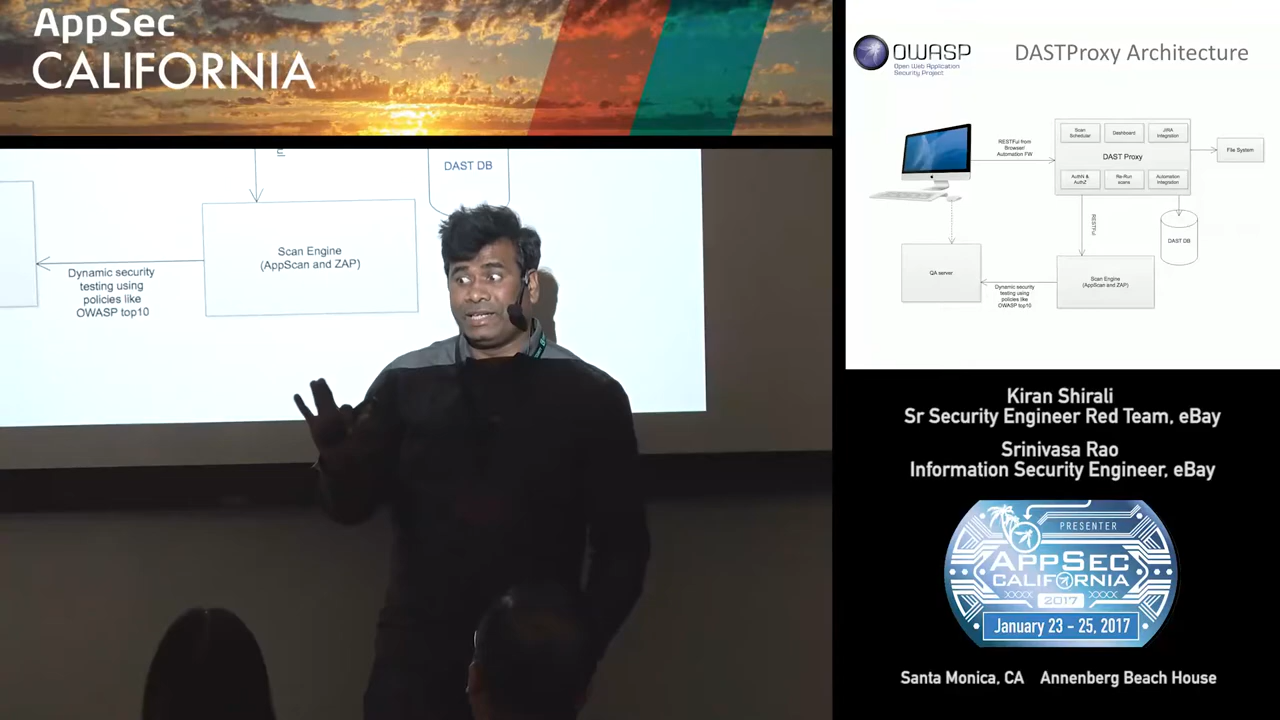 AppSec
CALIFORNIA
DAST DB
Scan Engine
(AppScan and ZAP)
Dynamic security
testing using
policies like
OWASP top10
OWASP
Open Web Application
Security Project
DASTProxy Architecture
RESTFul from
Browser/
Automation FW
Scan
Schedular
Dashboard
JIRA
Integration
DAST Proxy
AuthN &
AuthZ
Re-Run
scans
Automation
Integration
File System
RESTFul
DAST DB
QA server
Dynamic security
testing using
policies like
OWASP top10
Scan Engine
(AppScan and ZAP)
Kiran Shirali
Sr Security Engineer Red Team, eBay
Srinivasa Rao
Information Security Engineer, eBay
PRESENTER
APPSEC
CALIFORNIA
XXXX 2017 XXXX
January 23 - 25, 2017
Santa Monica, CA Annenberg Beach House